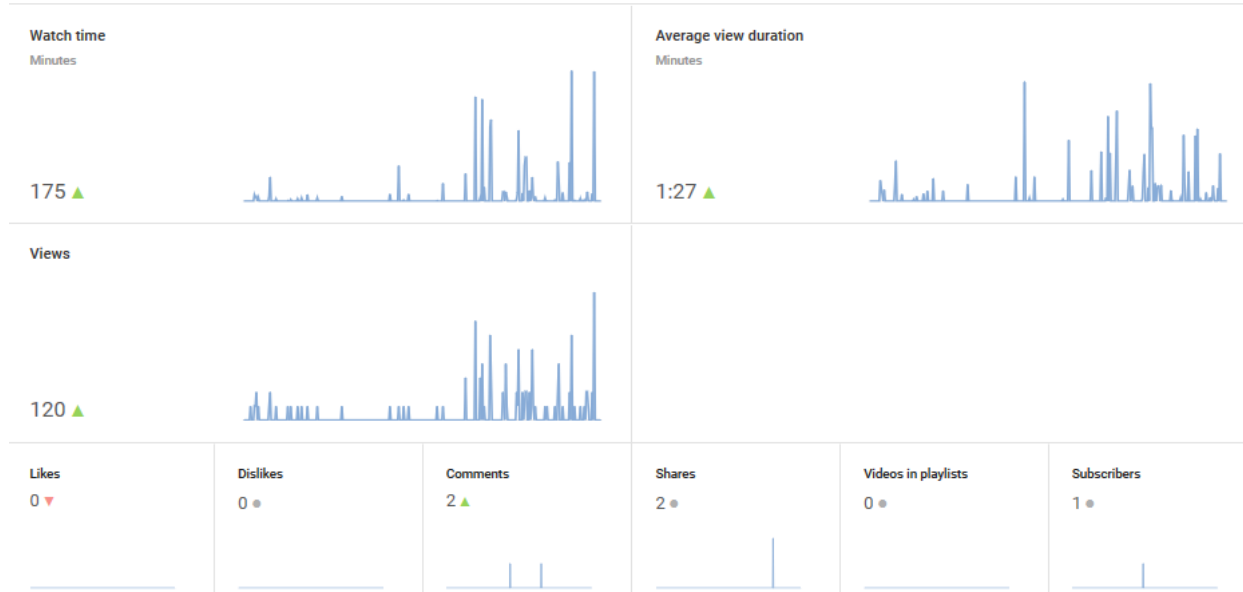 Watch time
Minutes
175
Average view duration
Minutes
1:27
Views
120
Likes
0
Dislikes
0
Comments
2
Shares
2
Videos in playlists
0
Subscribers
1